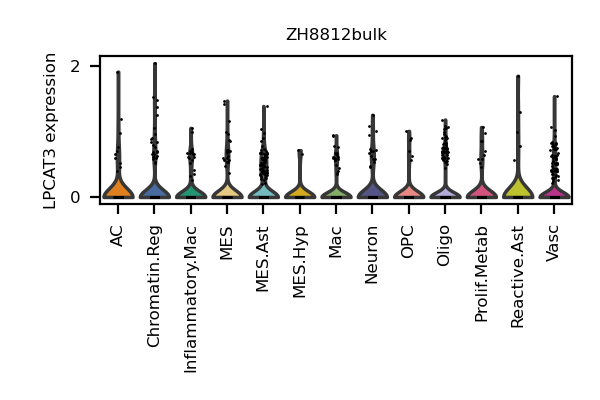 ZH8812bulk
LPCAT3 expression
2
0
AC
Chromatin.Reg
Inflammatory.Mac
MES
MES.Ast
MES.Hyp
Mac
Neuron
OPC
Oligo
Prolif.Metab
Reactive.Ast
Vasc